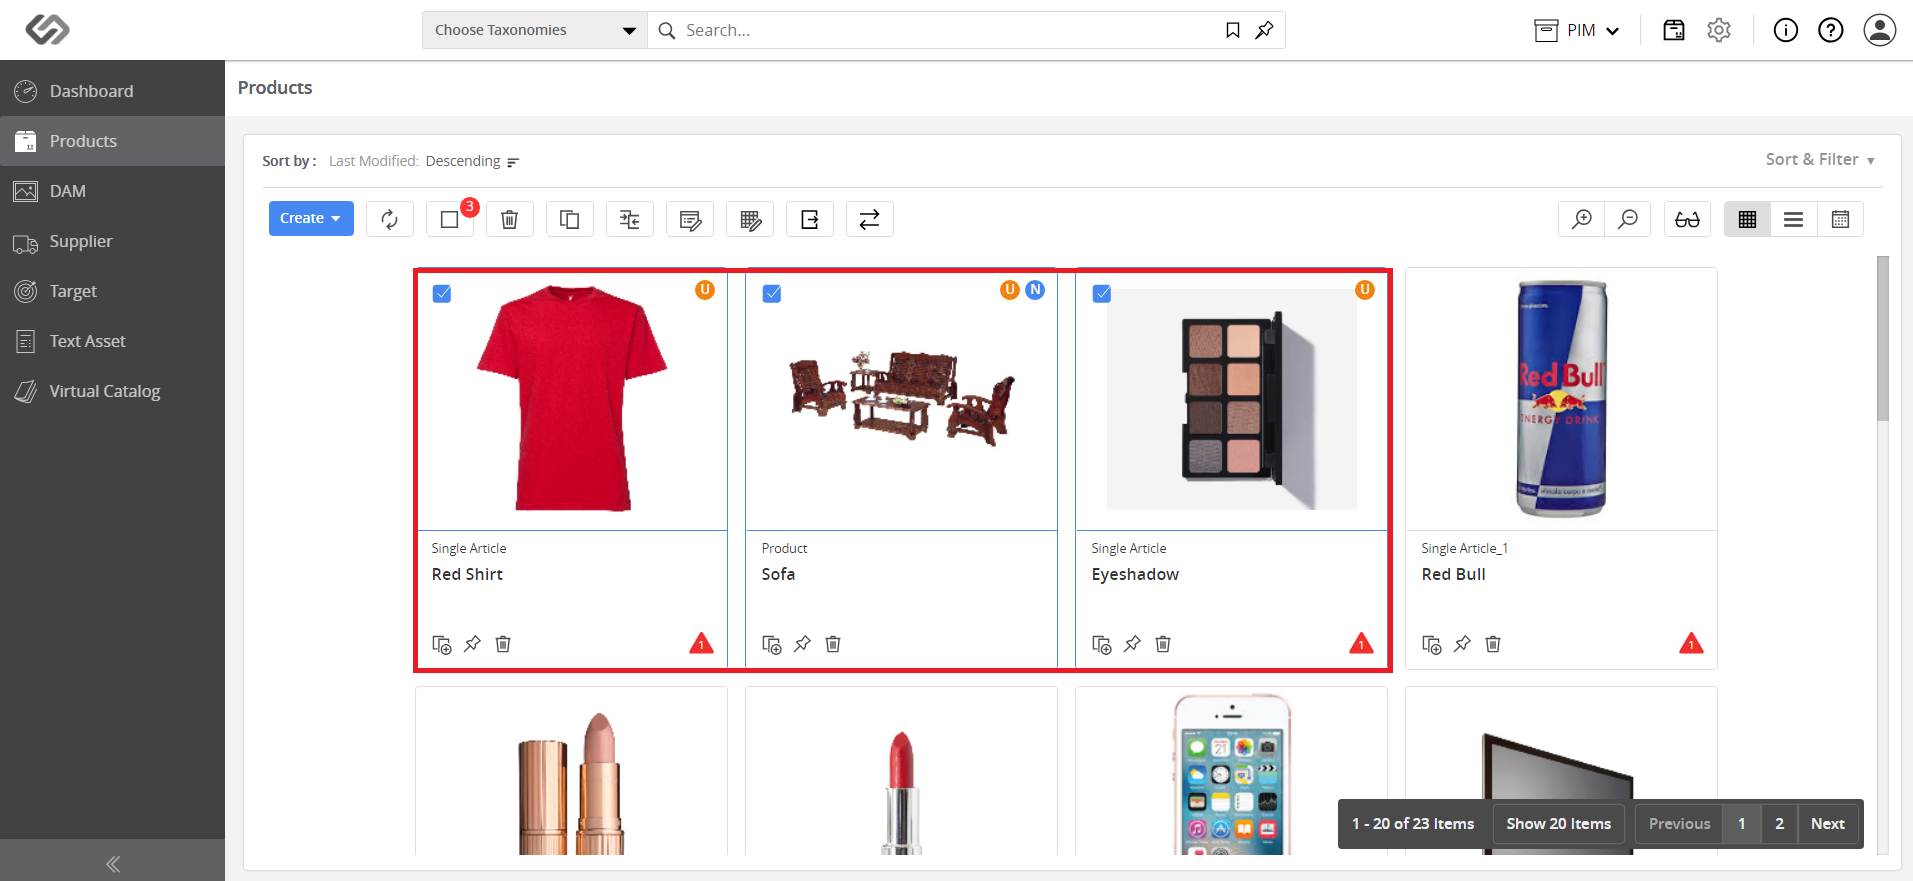 Choose Taxonomies
Search...
PIM
Dashboard
Products
DAM
Supplier
Target
Text Asset
Virtual Catalog
Products
Sort by : Last Modified: Descending
Sort & Filter
Create
3
U
U N
U
Red Bull
ENERGY DRINK
Single Article
Red Shirt
1
Product
Sofa
Single Article
Eyeshadow
1
Single Article_1
Red Bull
1
21
1 - 20 of 23 Items
Show 20 Items
Previous
1
2
Next